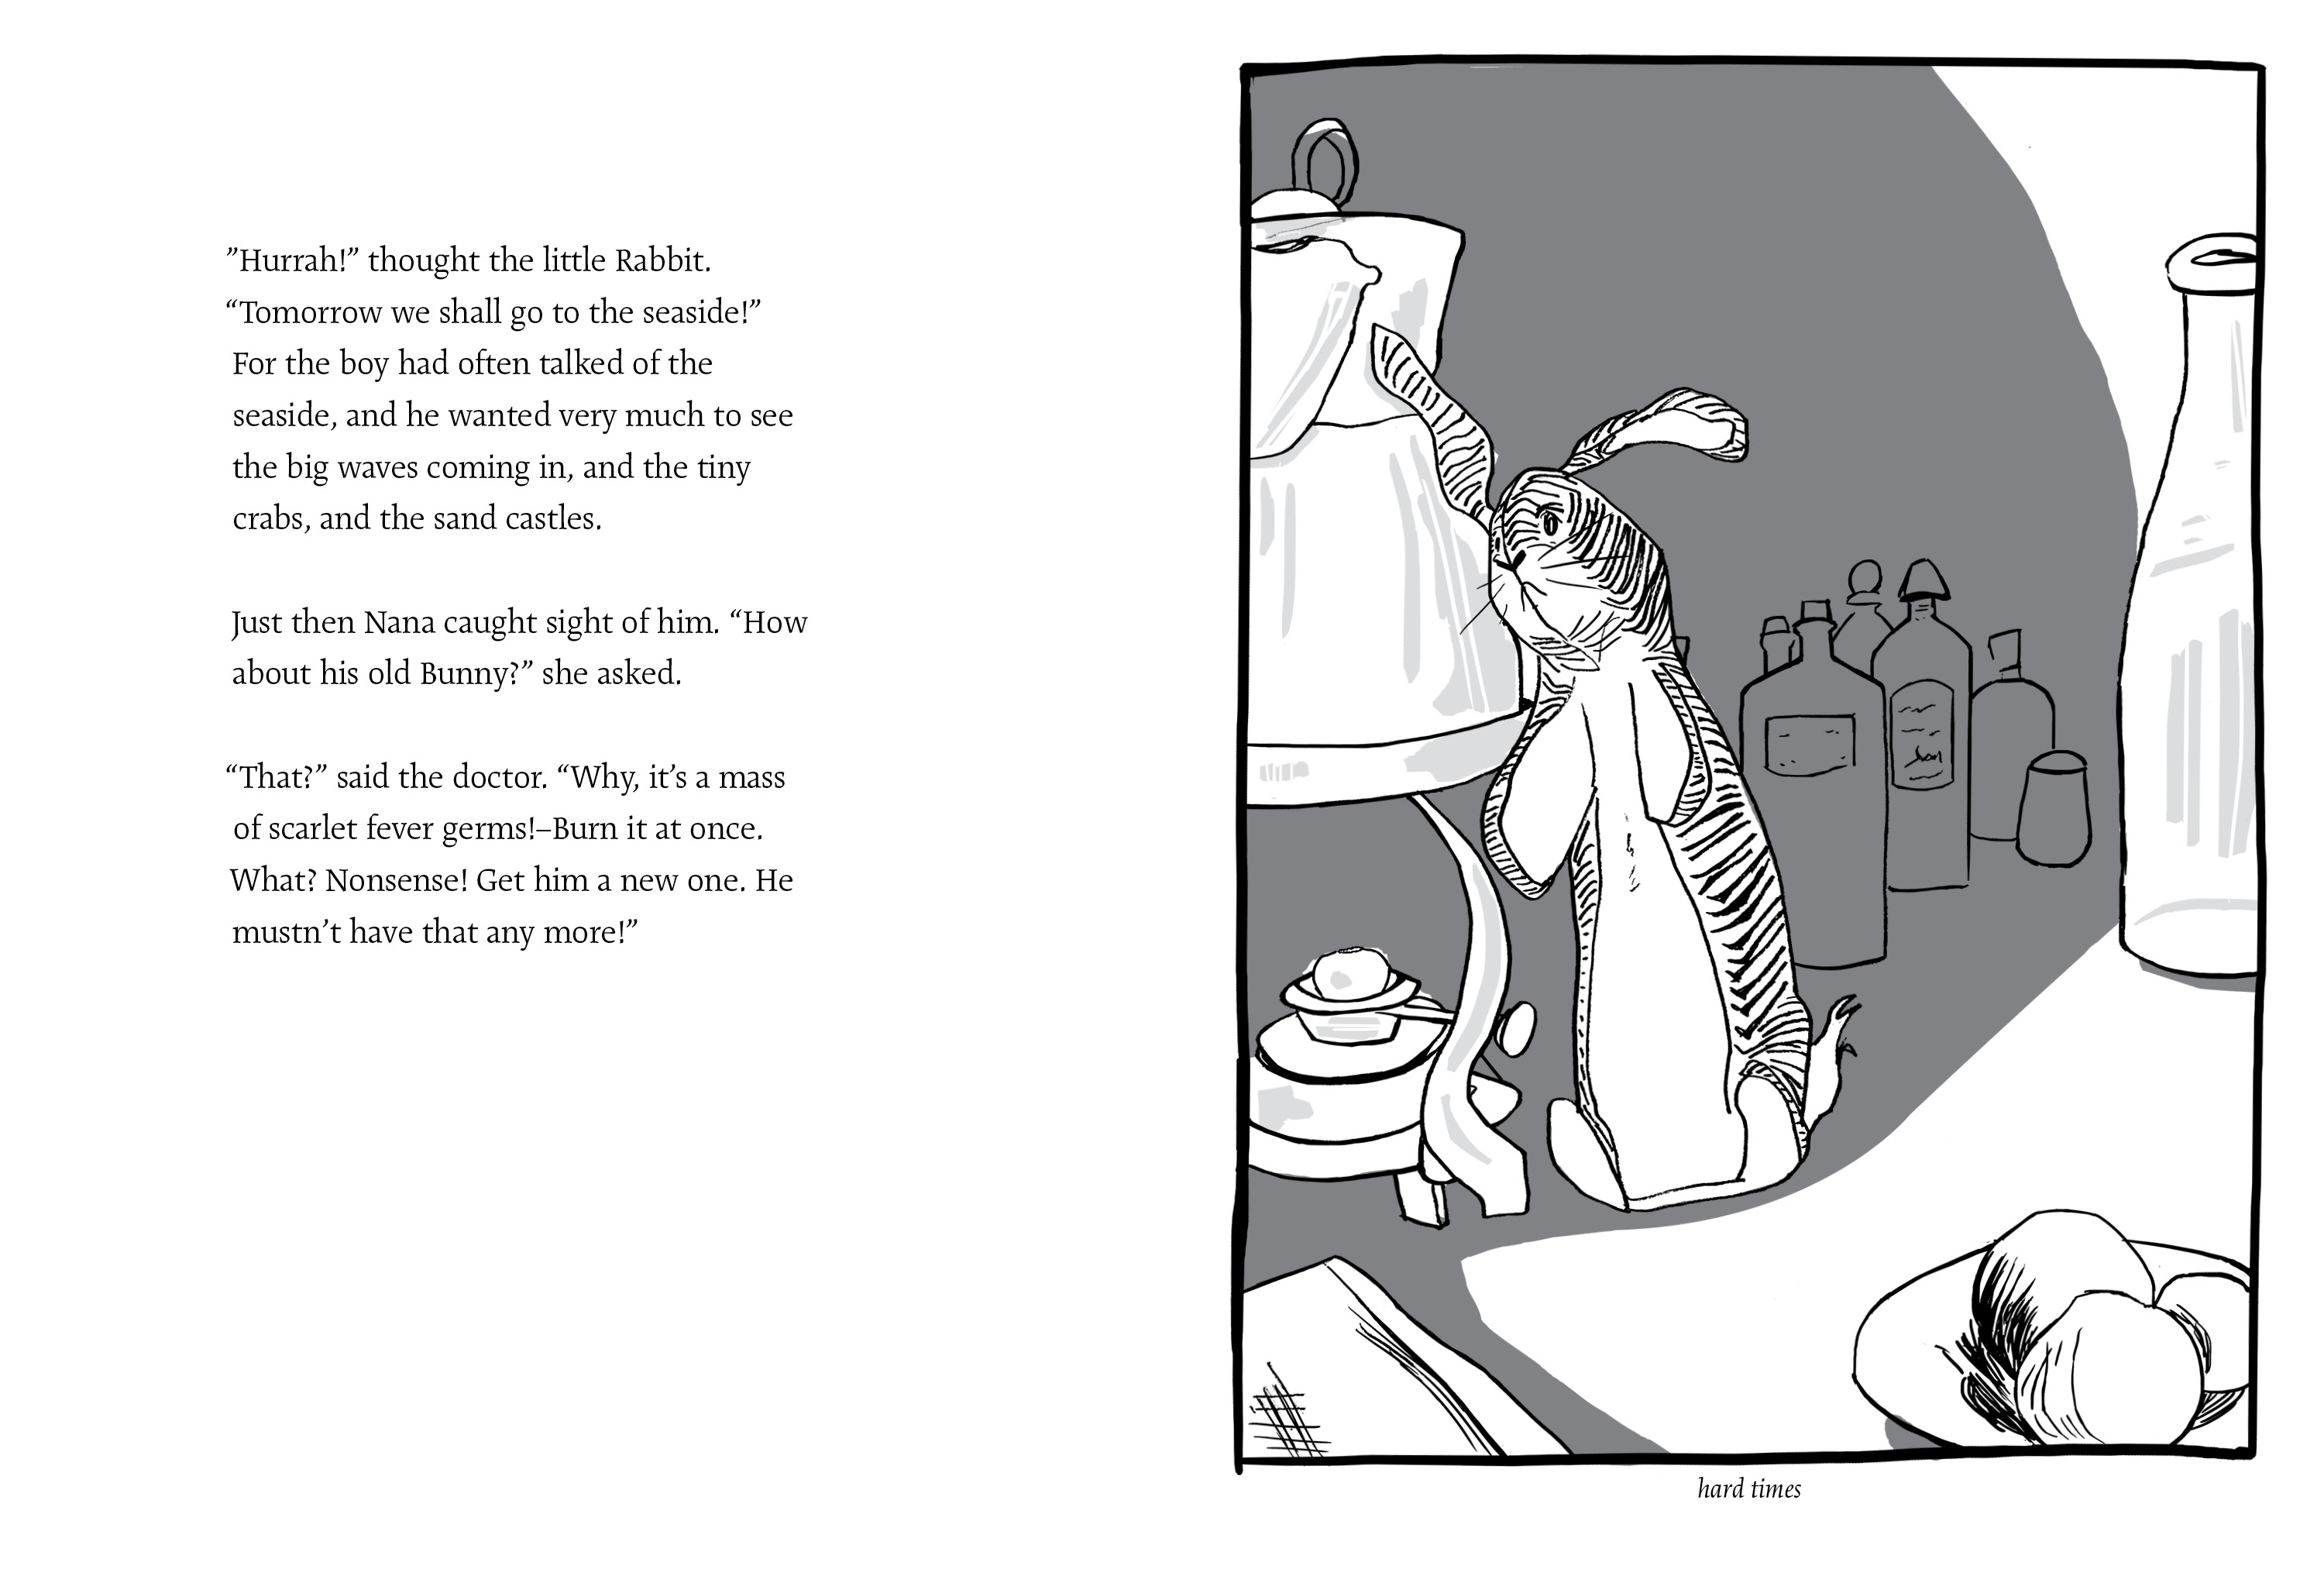 ”Hurrah!” thought the little Rabbit.
“Tomorrow we shall go to the seaside!”
For the boy had often talked of the
seaside, and he wanted very much to see
the big waves coming in, and the tiny
crabs, and the sand castles.
Just then Nana caught sight of him. “How
about his old Bunny?” she asked.
“That?” said the doctor. “Why, it’s a mass
of scarlet fever germs!–Burn it at once.
What? Nonsense! Get him a new one. He
mustn’t have that any more!”
hard times